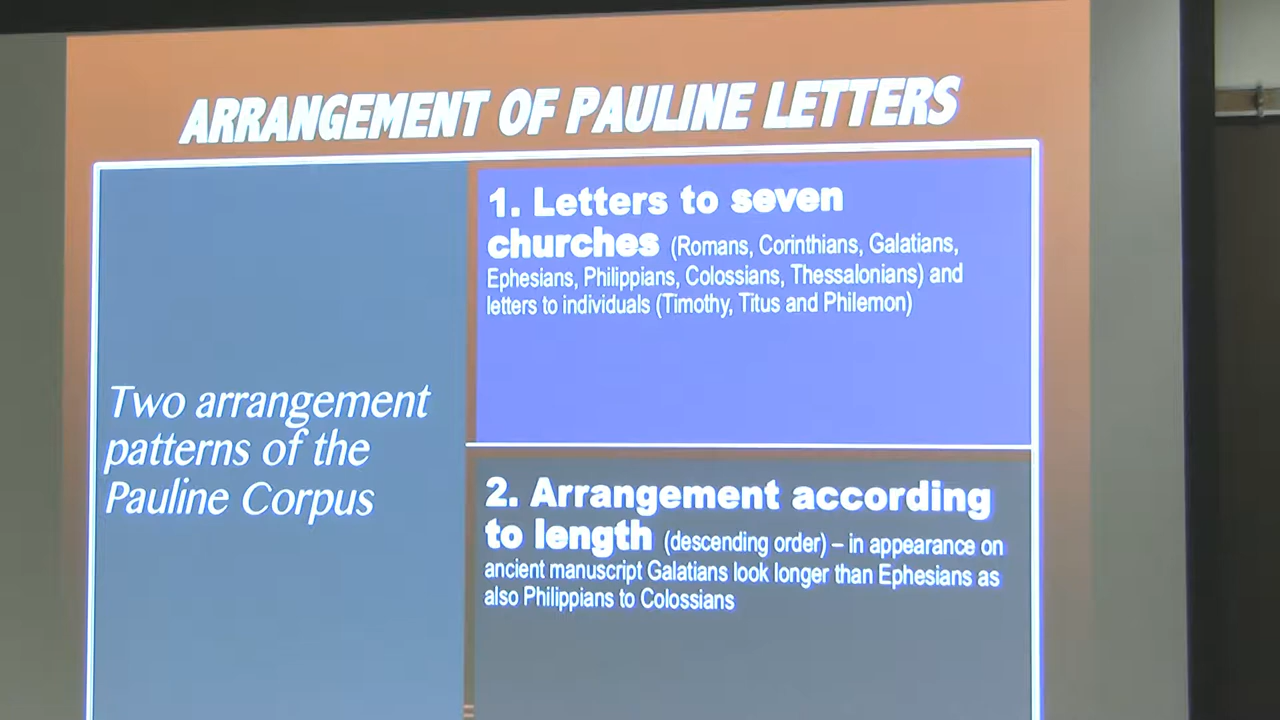 ARRANGEMENT OF PAULINE LETTERS
Two arrangement
patterns of the
Pauline Corpus
1. Letters to seven
churches (Romans, Corinthians, Galatians,
Ephesians, Philippians, Colossians, Thessalonians) and
letters to individuals (Timothy, Titus and Philemon)
2. Arrangement according
to length (descending order) – in appearance on
ancient manuscript Galatians look longer than Ephesians as
also Philippians to Colossians